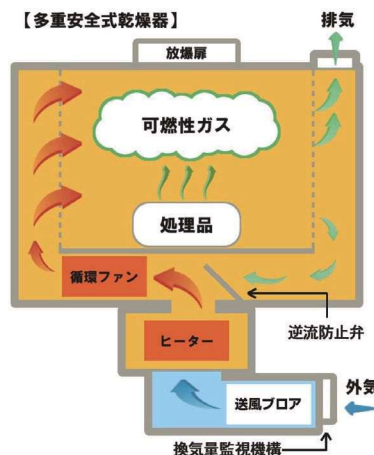 【多重安全式乾燥器】
排気
放爆扉
可燃性ガス
処理品
循環ファン
逆流防止弁
ヒーター
外気
送風ブロア
換気量監視機構